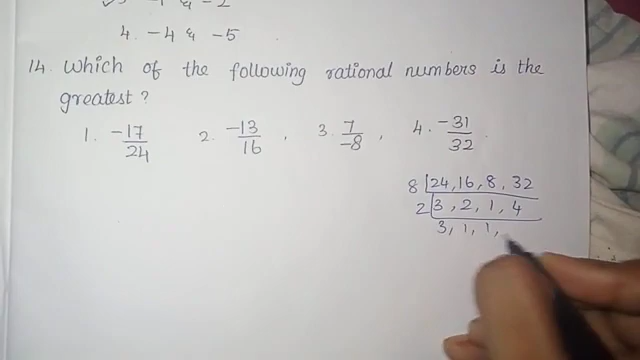 & -2
4. -4 & -5
14. Which of the following rational numbers is the
greatest ?
1. -17/24 2. -13/16 , 3. 7/-8 , 4. -31/32 .
8 | 24, 16, 8, 32
2 | 3, 2, 1, 4
3, 1, 1,